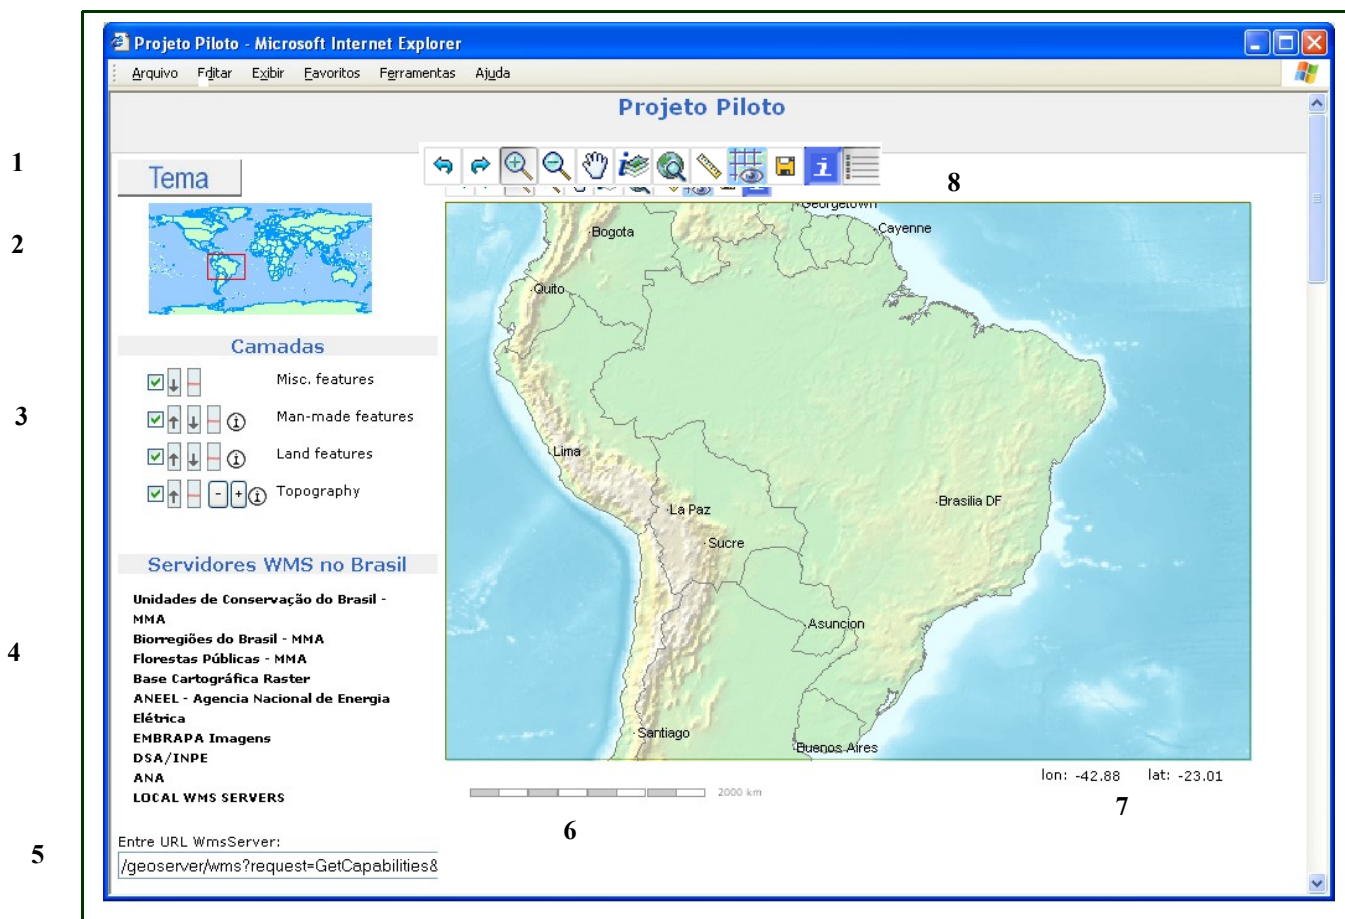 Projeto Piloto - Microsoft Internet Explorer
Arquivo Editar Exibir Favoritos Ferramentas Ajuda
Projeto Piloto
1
Tema
8
2
Georgetown
Cayenne
Bogota
Quito
Lima
La Paz
Sucre
Brasilia DF
Asuncion
Santiago
Buenos Aires
Camadas
Misc. features
3
Man-made features
Land features
Topography
Servidores WMS no Brasil
Unidades de Conservação do Brasil -
MMA
Biorregiões do Brasil - MMA
4
Florestas Públicas - MMA
Base Cartográfica Raster
ANEEL - Agencia Nacional de Energia
Elétrica
EMBRAPA Imagens
DSA/INPE
ANA
LOCAL WMS SERVERS
2000 km
lon: -42.88 lat: -23.01
7
6
Entre URL WmsServer:
5
/geoserver/wms?request=GetCapabilities&